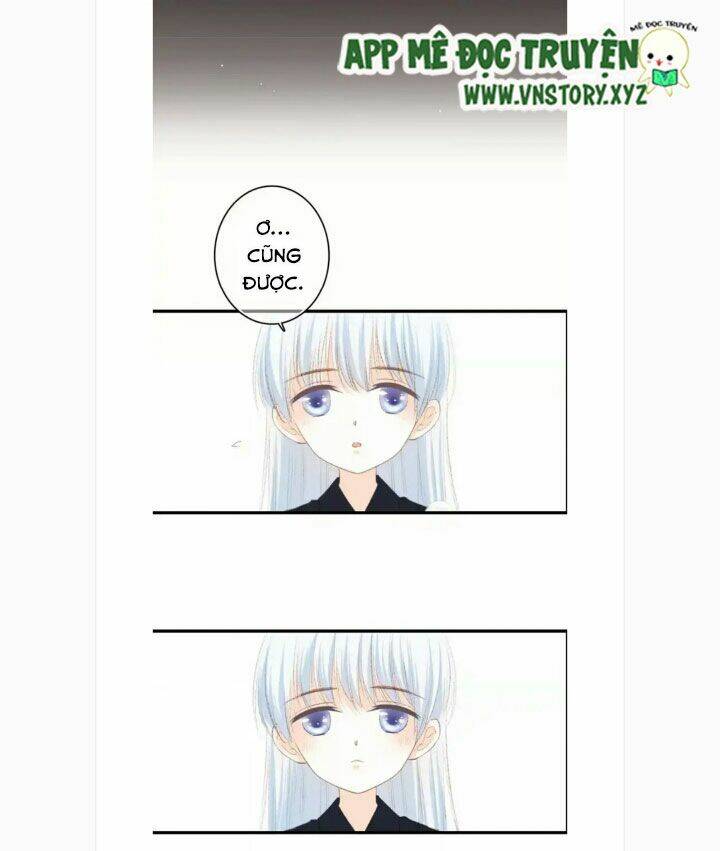 MÊ ĐỌC TRUYỆN
APP MÊ ĐỌC TRUYỆN
WWW.VNSTORY.XYZ
Ơ...
CŨNG
ĐƯỢC.